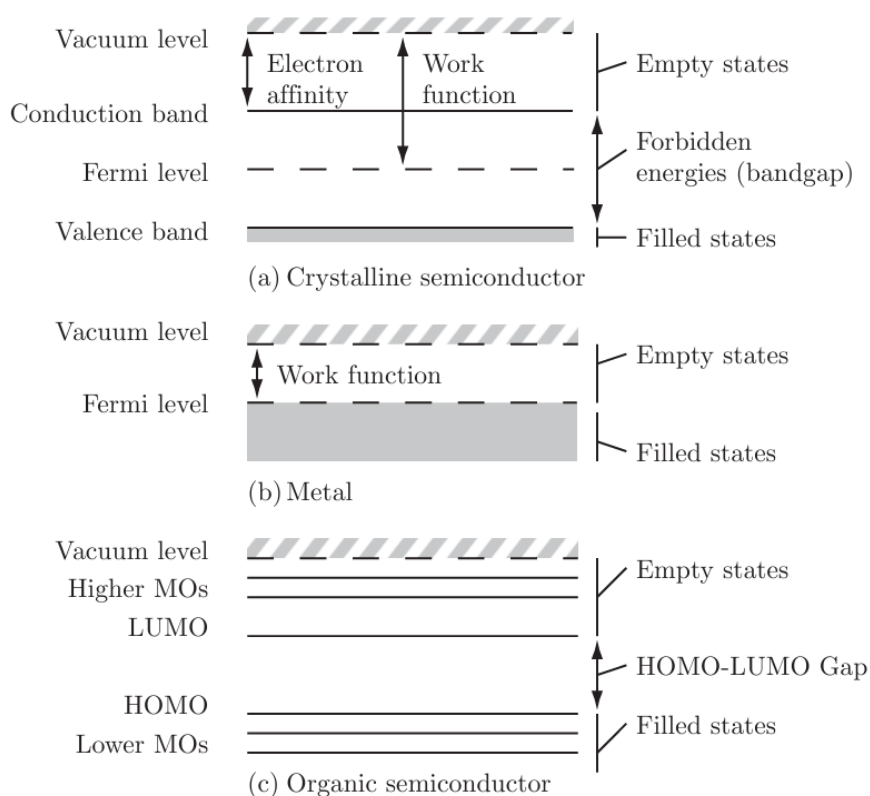 Vacuum level
Electron
affinity
Work
function
Empty states
Conduction band
Fermi level
Forbidden
energies (bandgap)
Valence band
Filled states
(a) Crystalline semiconductor
Vacuum level
Work function
Empty states
Fermi level
Filled states
(b) Metal
Vacuum level
Higher MOs
Empty states
LUMO
HOMO-LUMO Gap
HOMO
Lower MOs
Filled states
(c) Organic semiconductor